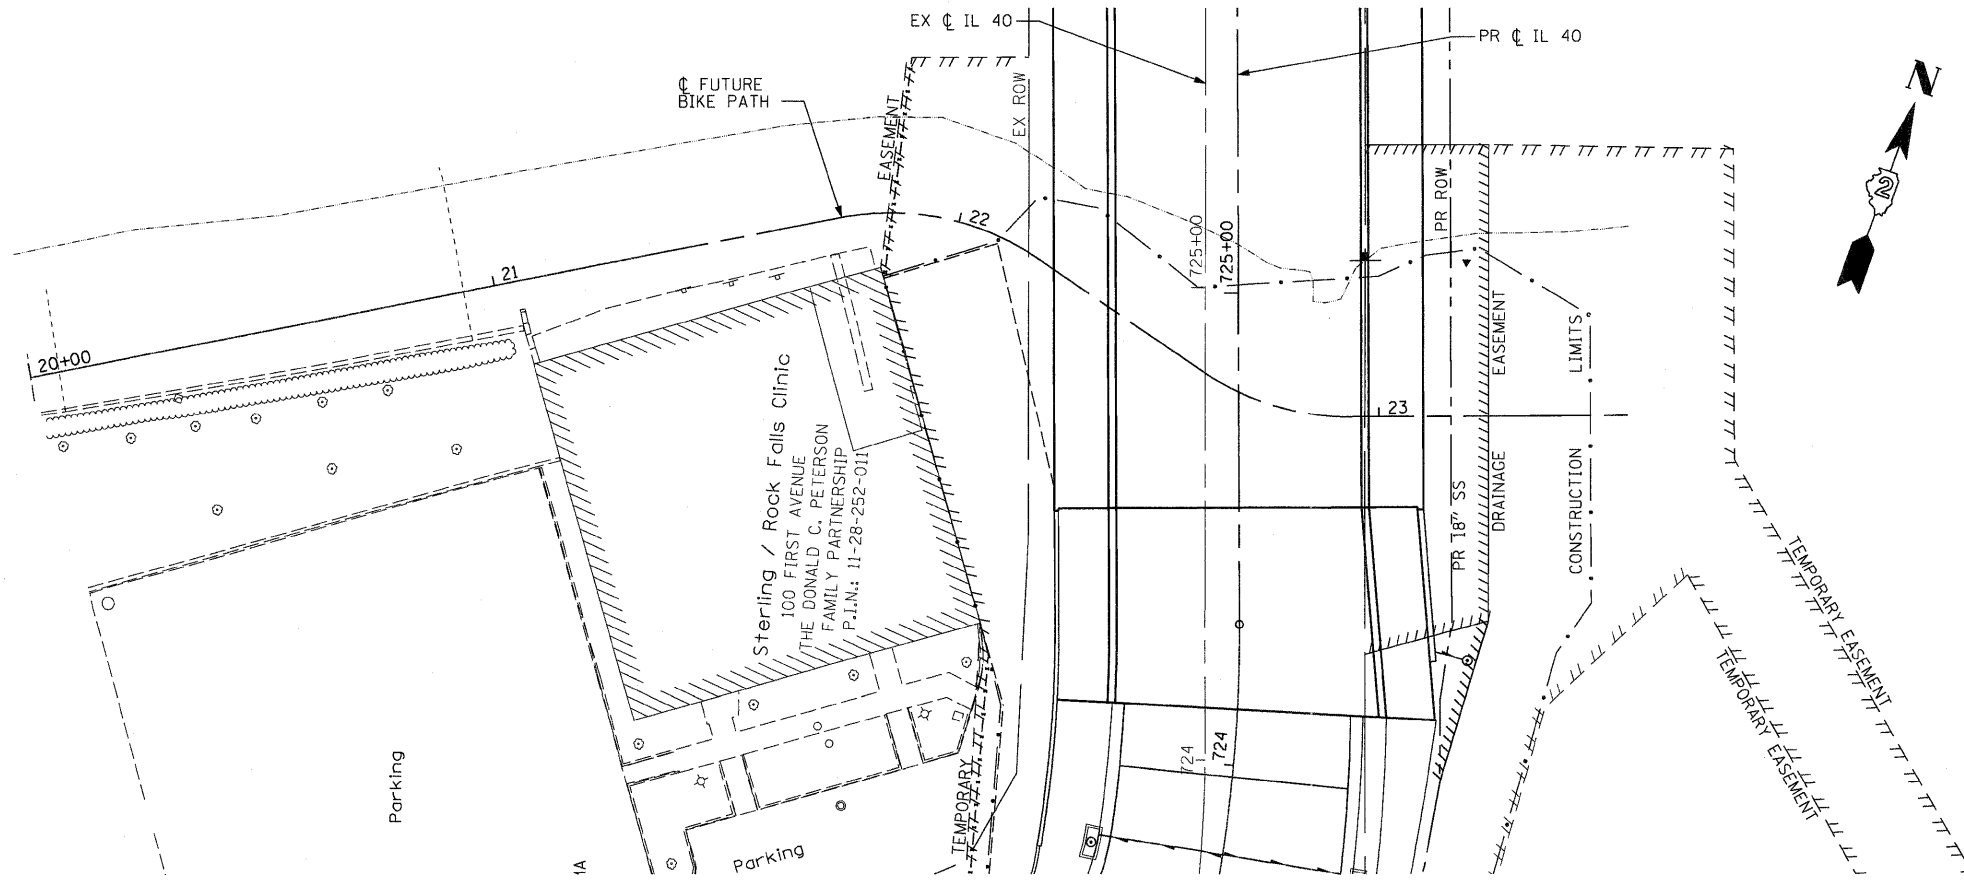 EX ℄ IL 40
PR ℄ IL 40
℄ FUTURE
BIKE PATH
N
2
EASEMENT
EX ROW
PR ROW
22
725+00
725+00
21
20+00
23
EASEMENT
DRAINAGE
LIMITS
CONSTRUCTION
PR 18" SS
Sterling / Rock Falls Clinic
100 FIRST AVENUE
THE DONALD C. PETERSON
FAMILY PARTNERSHIP
P.I.N.: 11-28-252-011
TEMPORARY EASEMENT
TEMPORARY EASEMENT
724
724
TEMPORARY
Parking
Parking